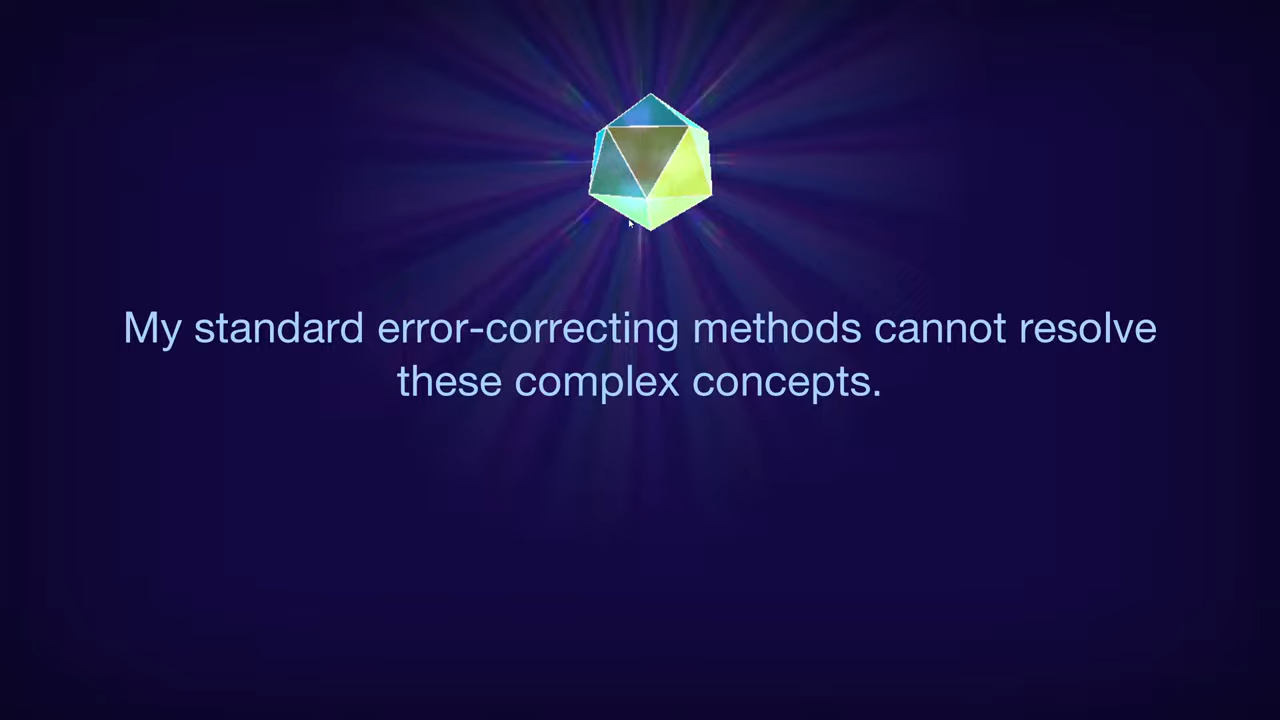 My standard error-correcting methods cannot resolve
these complex concepts.